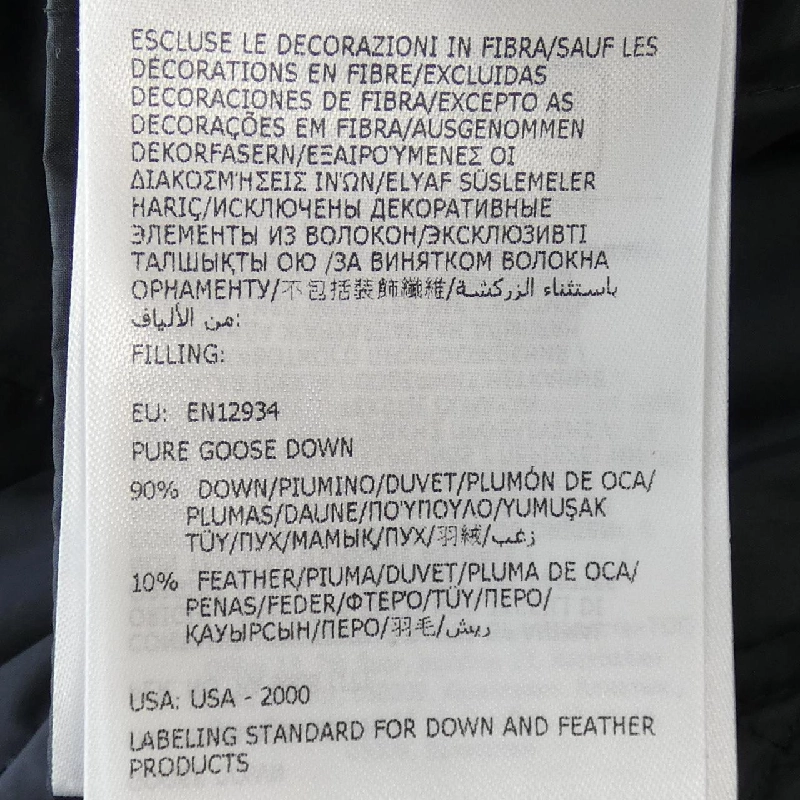 ESCLUSE LE DECORAZIONI IN FIBRA/SAUF LES
DÉCORATIONS EN FIBRE/EXCLUIDAS
DECORACIONES DE FIBRA/EXCEPTO AS
DECORAÇÕES EM FIBRA/AUSGENOMMEN
DEKORFASERN/ΕΞΑΙΡΟΎΜΕΝΕΣ ΟΙ
ΔΙΑΚΟΣΜΉΣΕΙΣ ΙΝΏΝ/ELYAF SÜSLEMELER
HARIÇ/ИСКЛЮЧЕНЫ ДЕКОРАТИВНЫЕ
ЭЛЕМЕНТЫ ИЗ ВОЛОКОН/ЭКСКЛЮЗИВТІ
ТАЛШЫҚТЫ ОЮ /ЗА ВИНЯТКОМ ВОЛОКНА
ОРНАМЕНТУ/不包括裝飾纖維/باستثناء الزركشة
من الألياف:
FILLING:
EU: EN12934
PURE GOOSE DOWN
90% DOWN/PIUMINO/DUVET/PLUMÓN DE OCA/
PLUMAS/DAUNE/ΠΟΎΠΟΥΛΟ/YUMUŞAK
TÜY/ПУХ/МАМЫҚ/ПУХ/羽絨/زغب
10% FEATHER/PIUMA/DUVET/PLUMA DE OCA/
PENAS/FEDER/ΦΤΕΡΌ/TÜY/ПЕРО/
ҚАУЫРСЫН/ПЕРО/羽毛/ريش
USA: USA - 2000
LABELING STANDARD FOR DOWN AND FEATHER
PRODUCTS